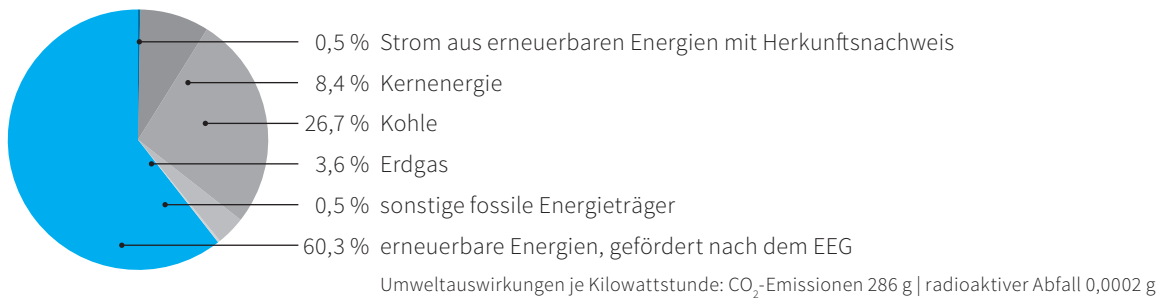 0,5 % Strom aus erneuerbaren Energien mit Herkunftsnachweis
8,4 % Kernenergie
26,7 % Kohle
3,6 % Erdgas
0,5 % sonstige fossile Energieträger
60,3 % erneuerbare Energien, gefördert nach dem EEG
Umweltauswirkungen je Kilowattstunde: CO₂-Emissionen 286 g | radioaktiver Abfall 0,0002 g